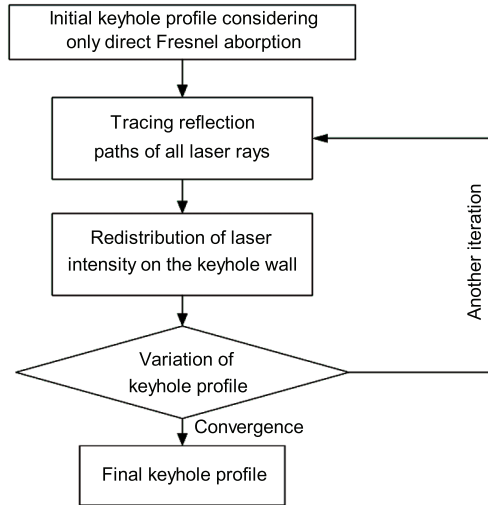 Initial keyhole profile considering
only direct Fresnel aborption
Tracing reflection
paths of all laser rays
Redistribution of laser
intensity on the keyhole wall
Another iteration
Variation of
keyhole profile
Convergence
Final keyhole profile